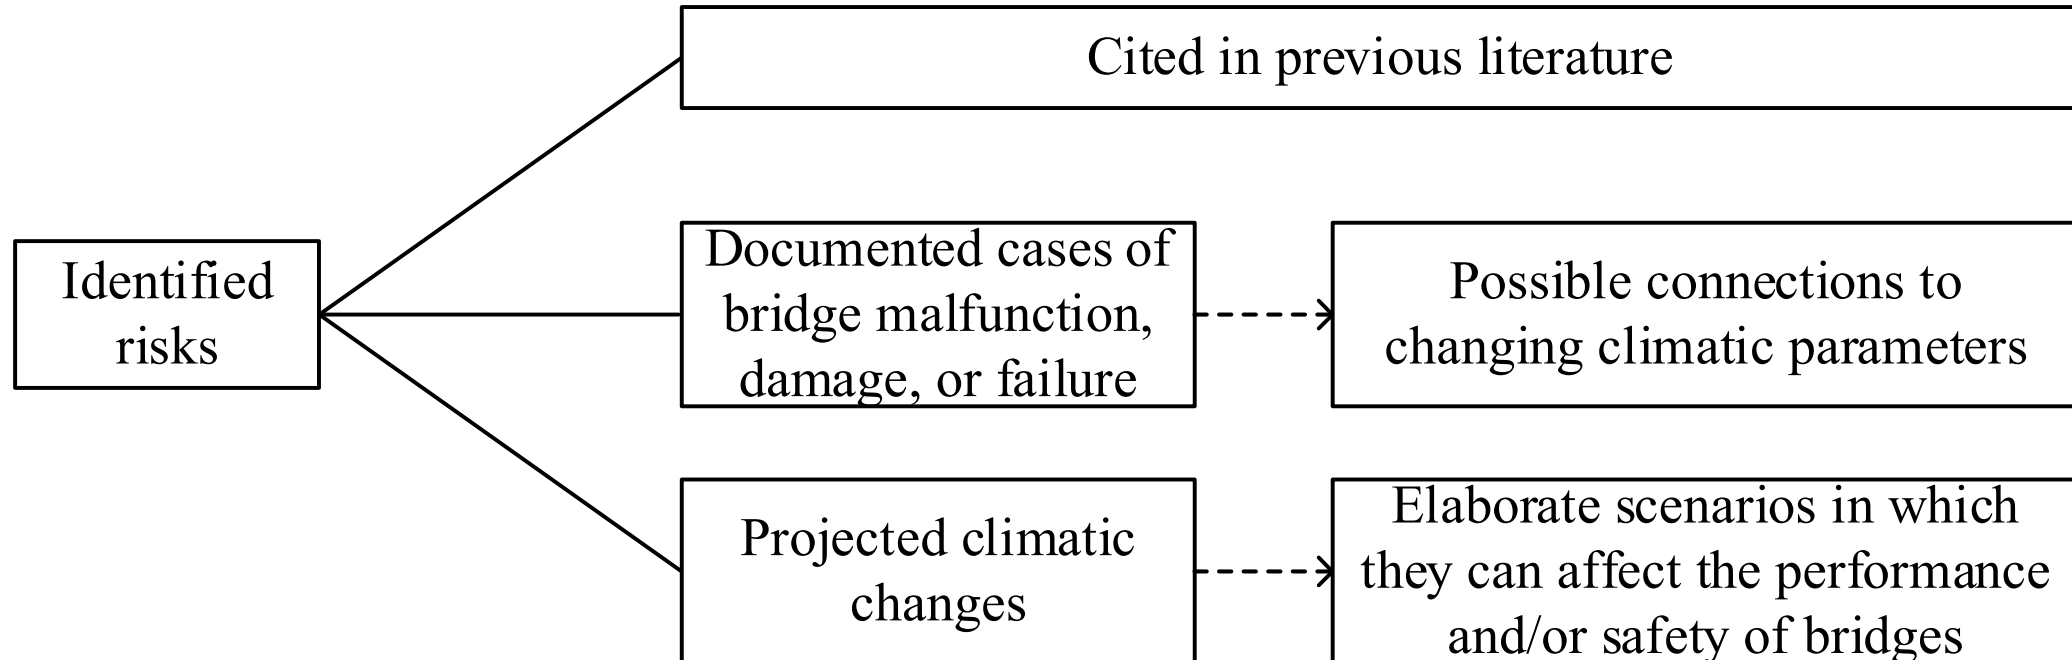 Cited in previous literature
Identified
risks
Documented cases of
bridge malfunction,
damage, or failure
Possible connections to
changing climatic parameters
Projected climatic
changes
Elaborate scenarios in which
they can affect the performance
and/or safety of bridges